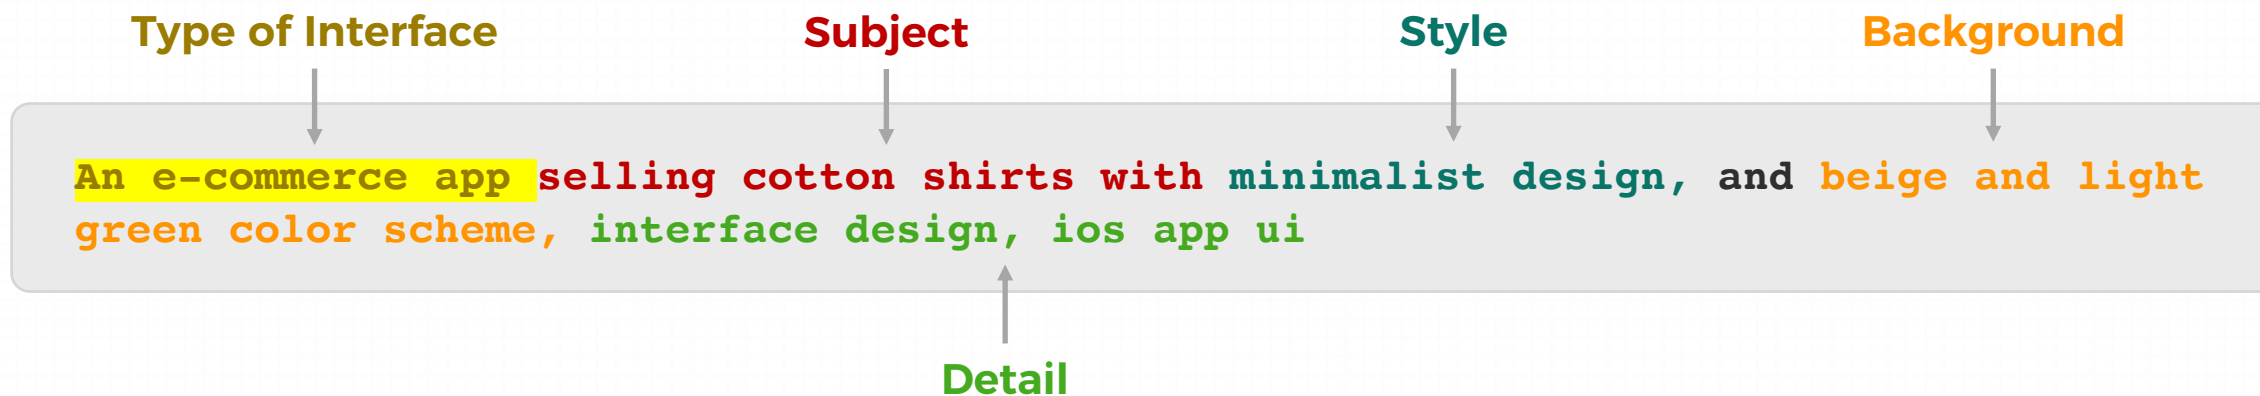 Type of Interface
Subject
Style
Background
An e-commerce app selling cotton shirts with minimalist design, and beige and light
green color scheme, interface design, ios app ui
Detail